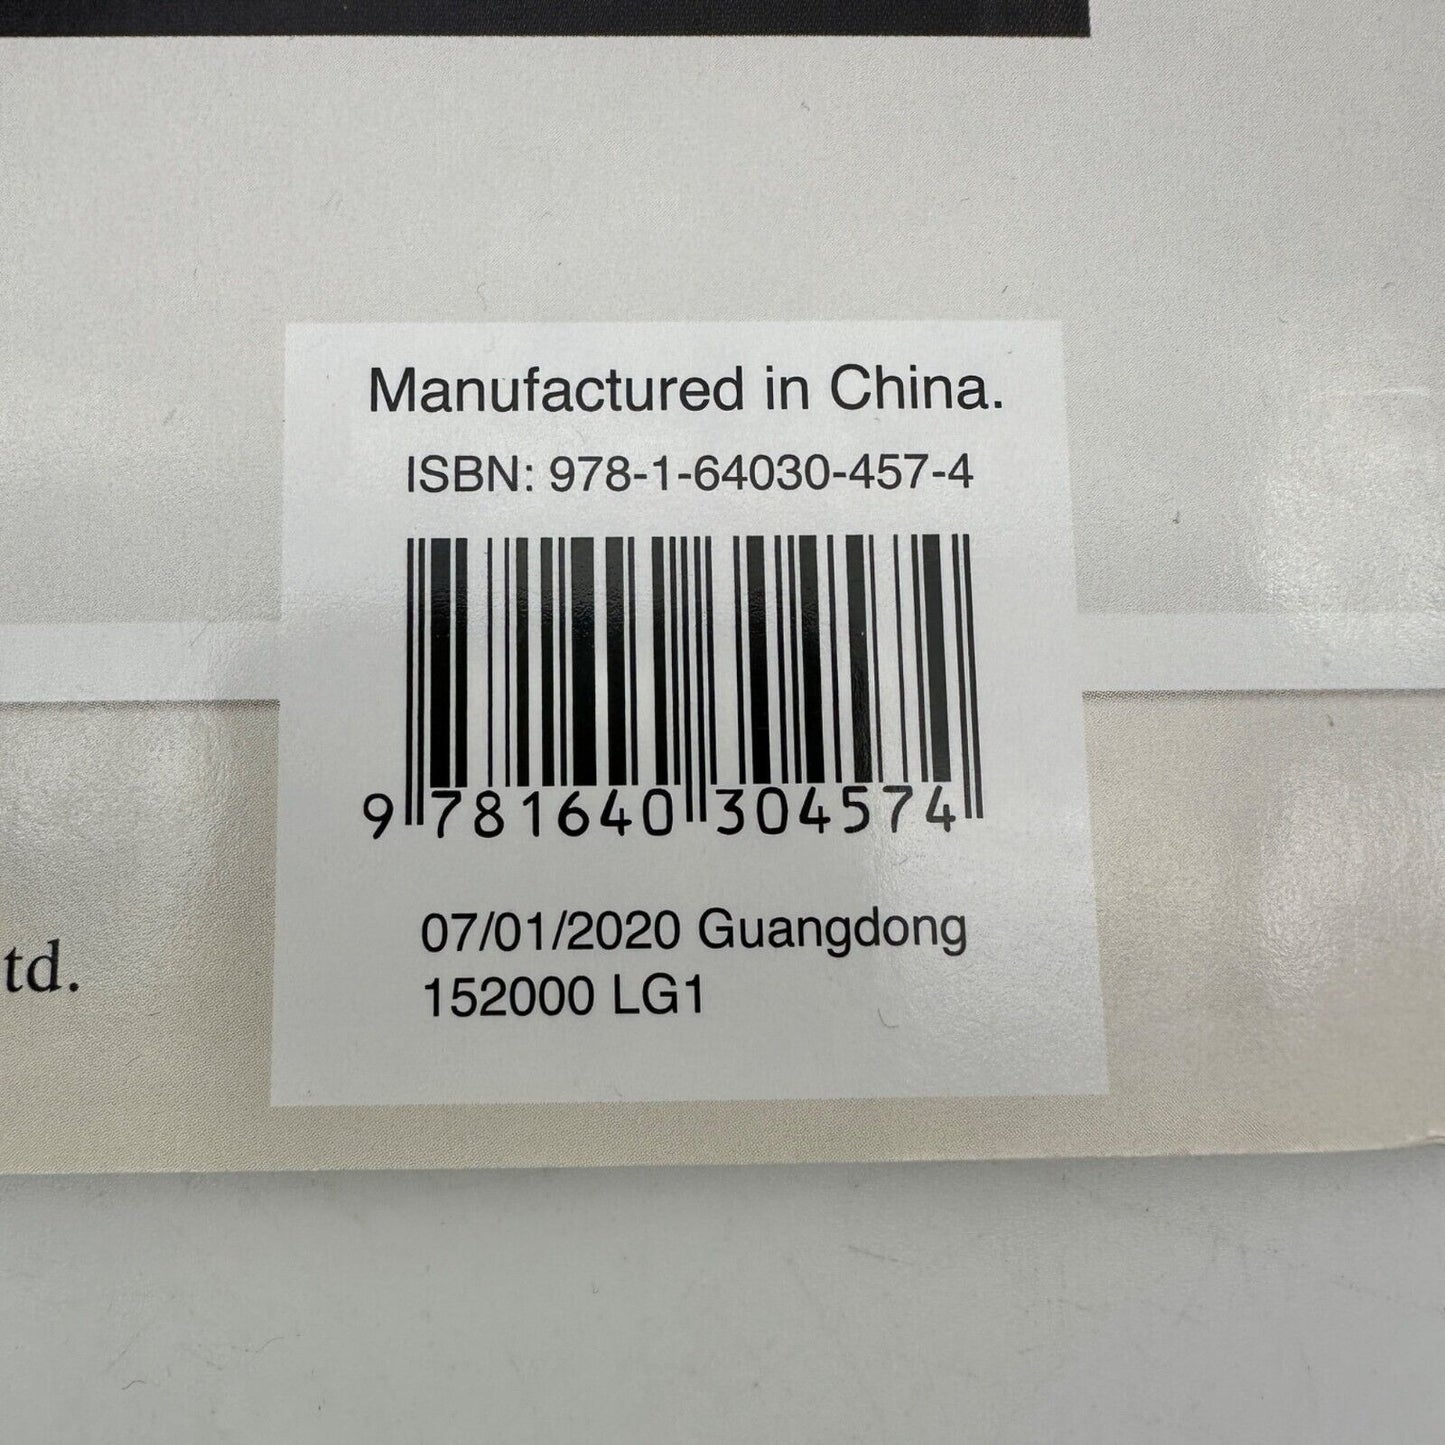 Manufactured in China.
ISBN: 978-1-64030-457-4
9 781640 304574
07/01/2020 Guangdong
152000 LG1
td.